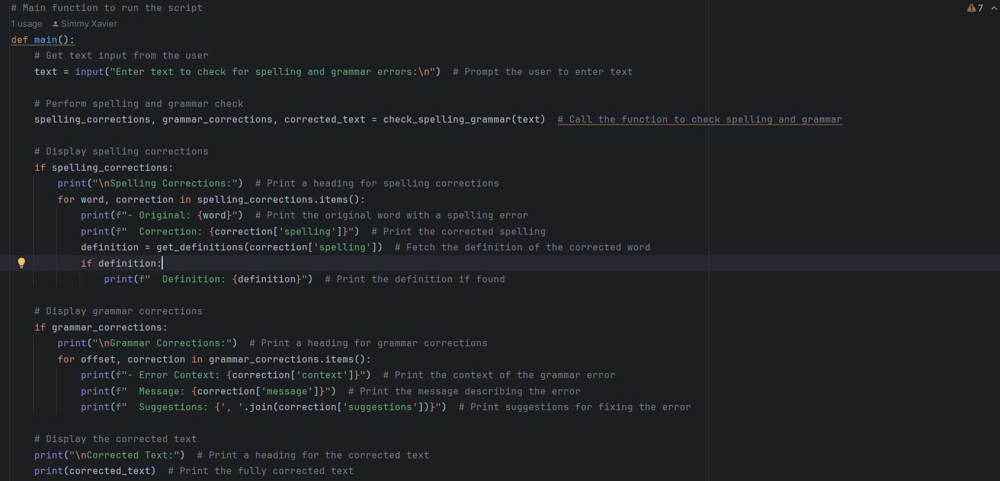 # Main function to run the script
7
1 usage Simmy Xavier
def main():
# Get text input from the user
text = input("Enter text to check for spelling and grammar errors:\n")  # Prompt the user to enter text
# Perform spelling and grammar check
spelling_corrections, grammar_corrections, corrected_text = check_spelling_grammar(text)  # Call the function to check spelling and grammar
# Display spelling corrections
if spelling_corrections:
print("\nSpelling Corrections:")  # Print a heading for spelling corrections
for word, correction in spelling_corrections.items():
print(f"- Original: {word}")  # Print the original word with a spelling error
print(f"  Correction: {correction['spelling']}")  # Print the corrected spelling
definition = get_definitions(correction['spelling'])  # Fetch the definition of the corrected word
if definition:
print(f"  Definition: {definition}")  # Print the definition if found
# Display grammar corrections
if grammar_corrections:
print("\nGrammar Corrections:")  # Print a heading for grammar corrections
for offset, correction in grammar_corrections.items():
print(f"- Error Context: {correction['context']}")  # Print the context of the grammar error
print(f"  Message: {correction['message']}")  # Print the message describing the error
print(f"  Suggestions: {', '.join(correction['suggestions'])}")  # Print suggestions for fixing the error
# Display the corrected text
print("\nCorrected Text:")  # Print a heading for the corrected text
print(corrected_text)  # Print the fully corrected text